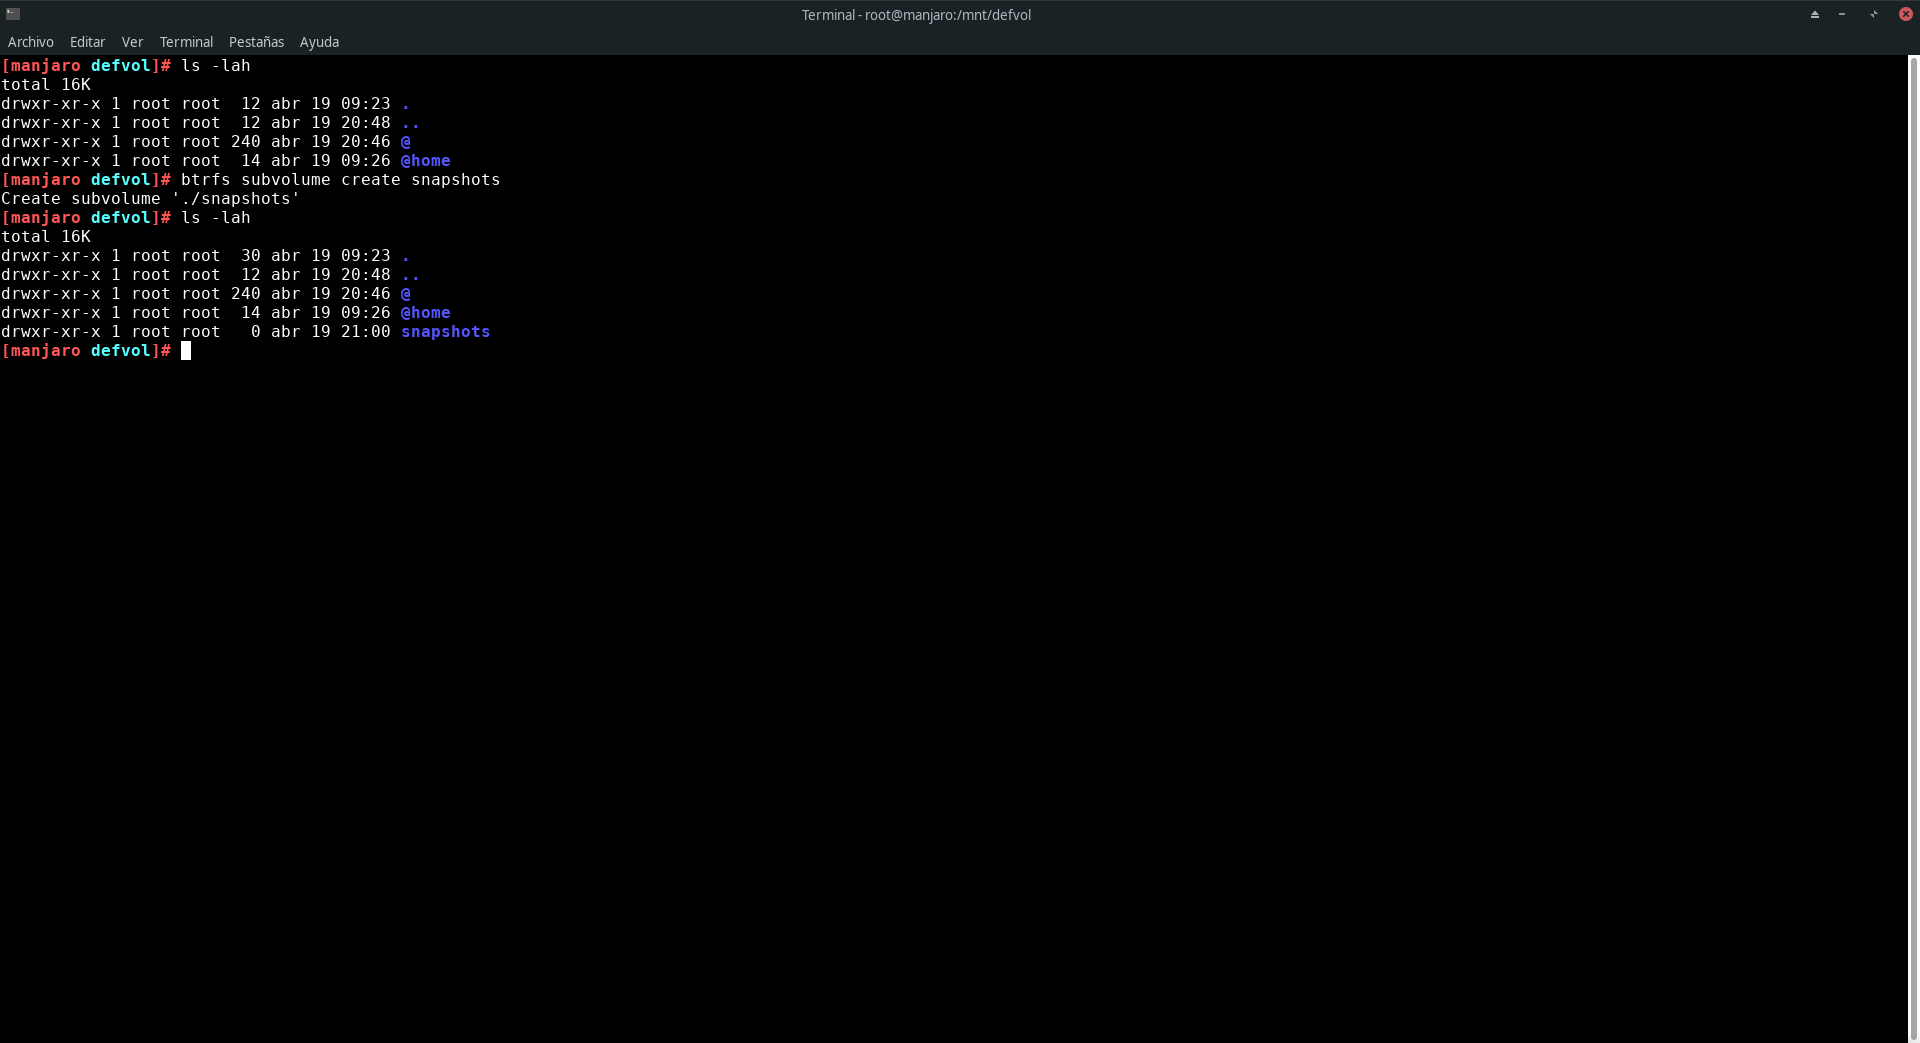 Terminal - root@manjaro:/mnt/defvol
Archivo Editar Ver Terminal Pestañas Ayuda
[manjaro defvol]# ls -lah
total 16K
drwxr-xr-x 1 root root  12 abr 19 09:23 .
drwxr-xr-x 1 root root  12 abr 19 20:48 ..
drwxr-xr-x 1 root root 240 abr 19 20:46 @
drwxr-xr-x 1 root root  14 abr 19 09:26 @home
[manjaro defvol]# btrfs subvolume create snapshots
Create subvolume './snapshots'
[manjaro defvol]# ls -lah
total 16K
drwxr-xr-x 1 root root  30 abr 19 09:23 .
drwxr-xr-x 1 root root  12 abr 19 20:48 ..
drwxr-xr-x 1 root root 240 abr 19 20:46 @
drwxr-xr-x 1 root root  14 abr 19 09:26 @home
drwxr-xr-x 1 root root   0 abr 19 21:00 snapshots
[manjaro defvol]#